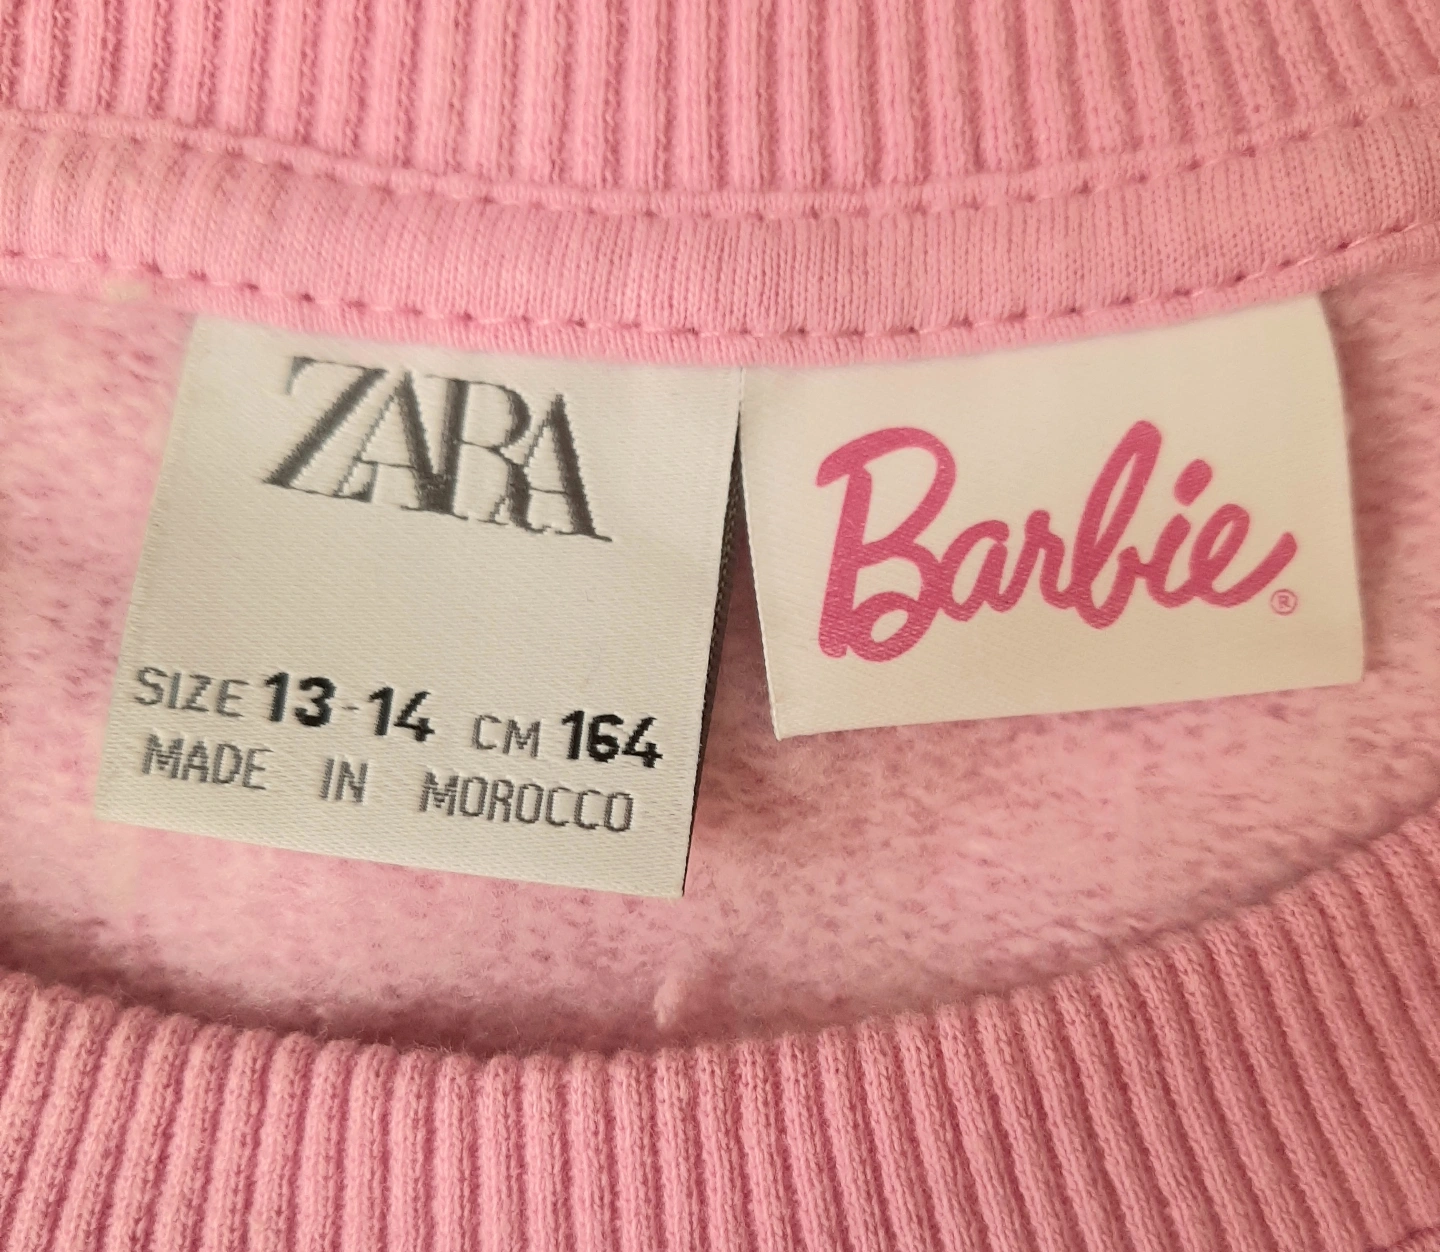 ZARA
SIZE 13-14 CM 164
MADE IN MOROCCO
Barbie®